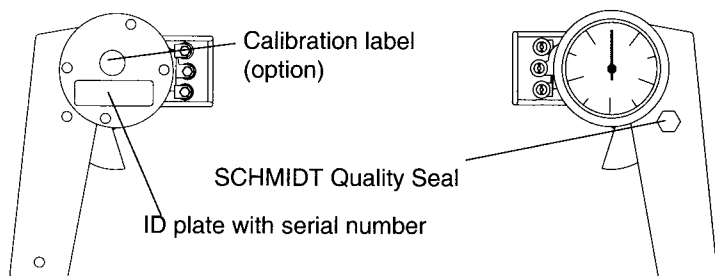 Calibration label
(option)
SCHMIDT Quality Seal
ID plate with serial number